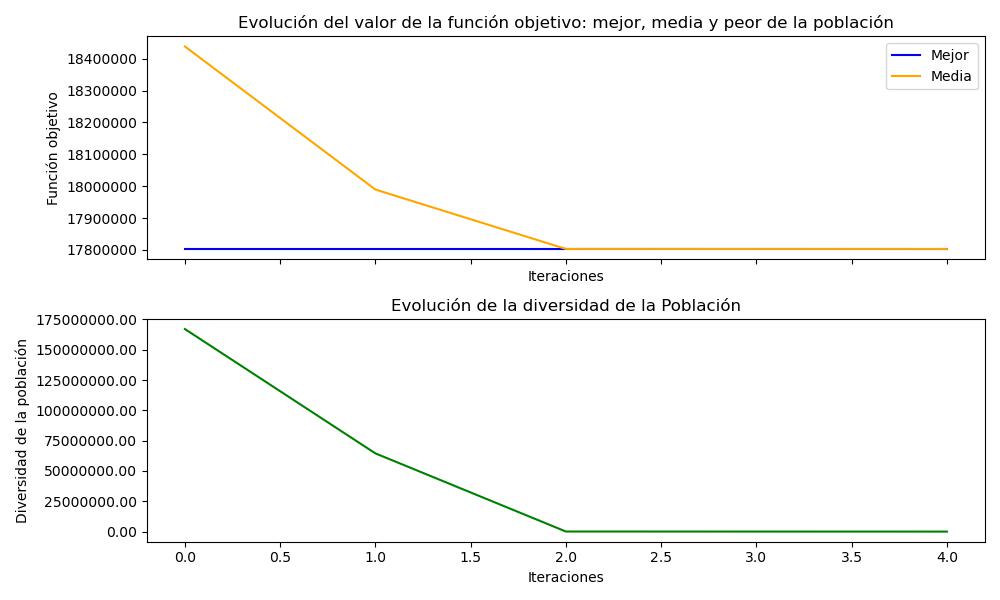 Evolución del valor de la función objetivo: mejor, media y peor de la población
Mejor
Media
Función objetivo
18400000
18300000
18200000
18100000
18000000
17900000
17800000
Iteraciones
Evolución de la diversidad de la Población
Diversidad de la población
175000000.00
150000000.00
125000000.00
100000000.00
75000000.00
50000000.00
25000000.00
0.00
0.0 0.5 1.0 1.5 2.0 2.5 3.0 3.5 4.0
Iteraciones